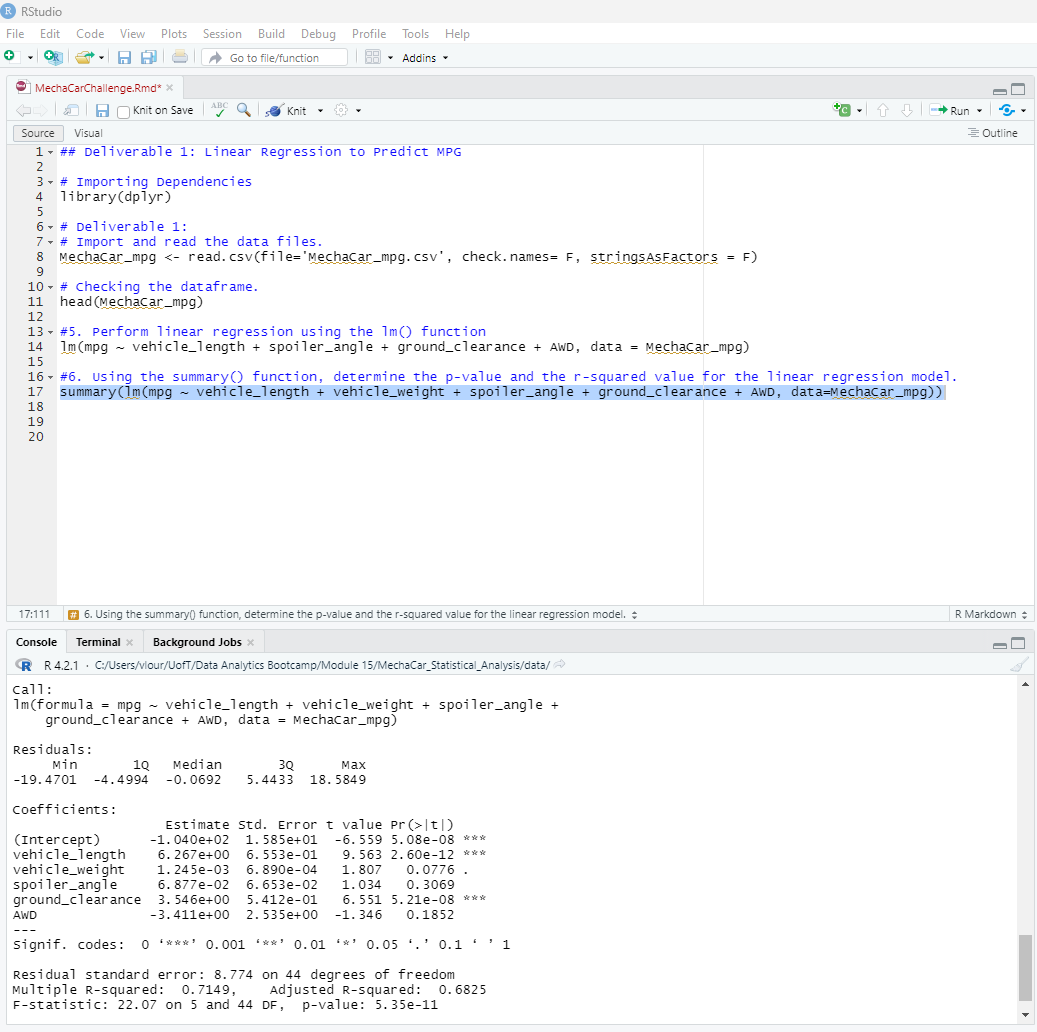 RStudio
File Edit Code View Plots Session Build Debug Profile Tools Help
Go to file/function Addins
MechaCarChallenge.Rmd*
Knit on Save ABC Knit Run
Source Visual Outline
1 ## Deliverable 1: Linear Regression to Predict MPG
2
3 # Importing Dependencies
4 library(dplyr)
5
6 # Deliverable 1:
7 # Import and read the data files.
8 MechaCar_mpg <- read.csv(file='MechaCar_mpg.csv', check.names= F, stringsAsFactors = F)
9
10 # Checking the dataframe.
11 head(MechaCar_mpg)
12
13 #5. Perform linear regression using the lm() function
14 lm(mpg ~ vehicle_length + spoiler_angle + ground_clearance + AWD, data = MechaCar_mpg)
15
16 #6. Using the summary() function, determine the p-value and the r-squared value for the linear regression model.
17 summary(lm(mpg ~ vehicle_length + vehicle_weight + spoiler_angle + ground_clearance + AWD, data=MechaCar_mpg))
18
19
20
17:111 # 6. Using the summary() function, determine the p-value and the r-squared value for the linear regression model. R Markdown
Console Terminal Background Jobs
R R 4.2.1 · C:/Users/vlour/UofT/Data Analytics Bootcamp/Module 15/MechaCar_Statistical_Analysis/data/
Call:
lm(formula = mpg ~ vehicle_length + vehicle_weight + spoiler_angle +
    ground_clearance + AWD, data = MechaCar_mpg)
Residuals:
     Min       1Q   Median       3Q      Max
-19.4701  -4.4994  -0.0692   5.4433  18.5849
Coefficients:
                   Estimate Std. Error t value Pr(>|t|)
(Intercept)      -1.040e+02  1.585e+01  -6.559 5.08e-08 ***
vehicle_length    6.267e+00  6.553e-01   9.563 2.60e-12 ***
vehicle_weight    1.245e-03  6.890e-04   1.807   0.0776 .
spoiler_angle     6.877e-02  6.653e-02   1.034   0.3069
ground_clearance  3.546e+00  5.412e-01   6.551 5.21e-08 ***
AWD              -3.411e+00  2.535e+00  -1.346   0.1852
---
Signif. codes:  0 ‘***’ 0.001 ‘**’ 0.01 ‘*’ 0.05 ‘.’ 0.1 ‘ ’ 1
Residual standard error: 8.774 on 44 degrees of freedom
Multiple R-squared:  0.7149,    Adjusted R-squared:  0.6825
F-statistic: 22.07 on 5 and 44 DF,  p-value: 5.35e-11